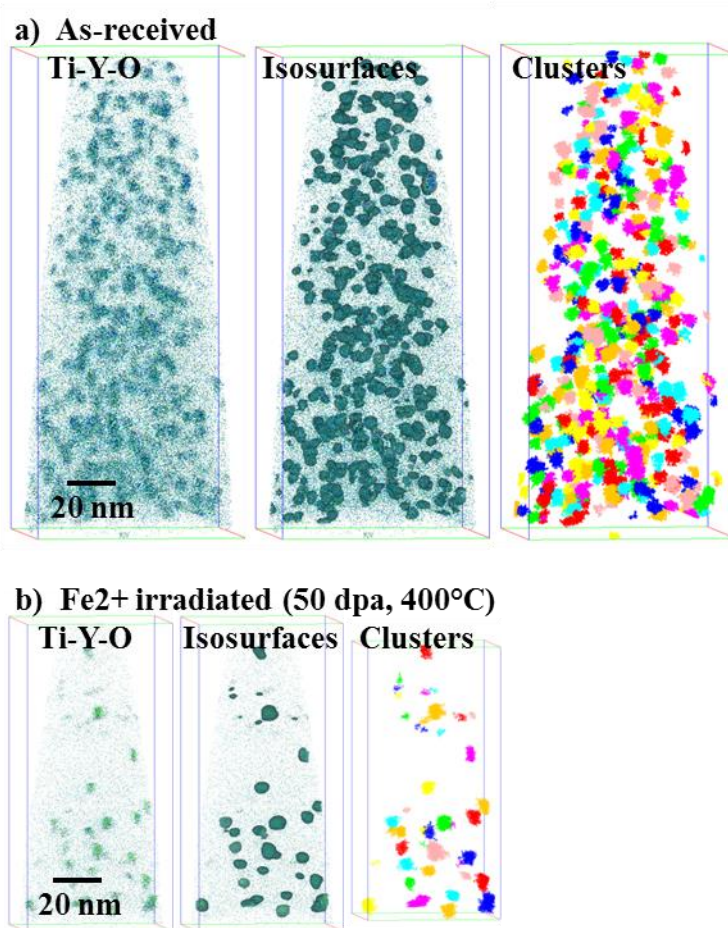 a) As-received
Ti-Y-O Isosurfaces Clusters
20 nm
b) Fe2+ irradiated (50 dpa, 400°C)
Ti-Y-O Isosurfaces Clusters
20 nm